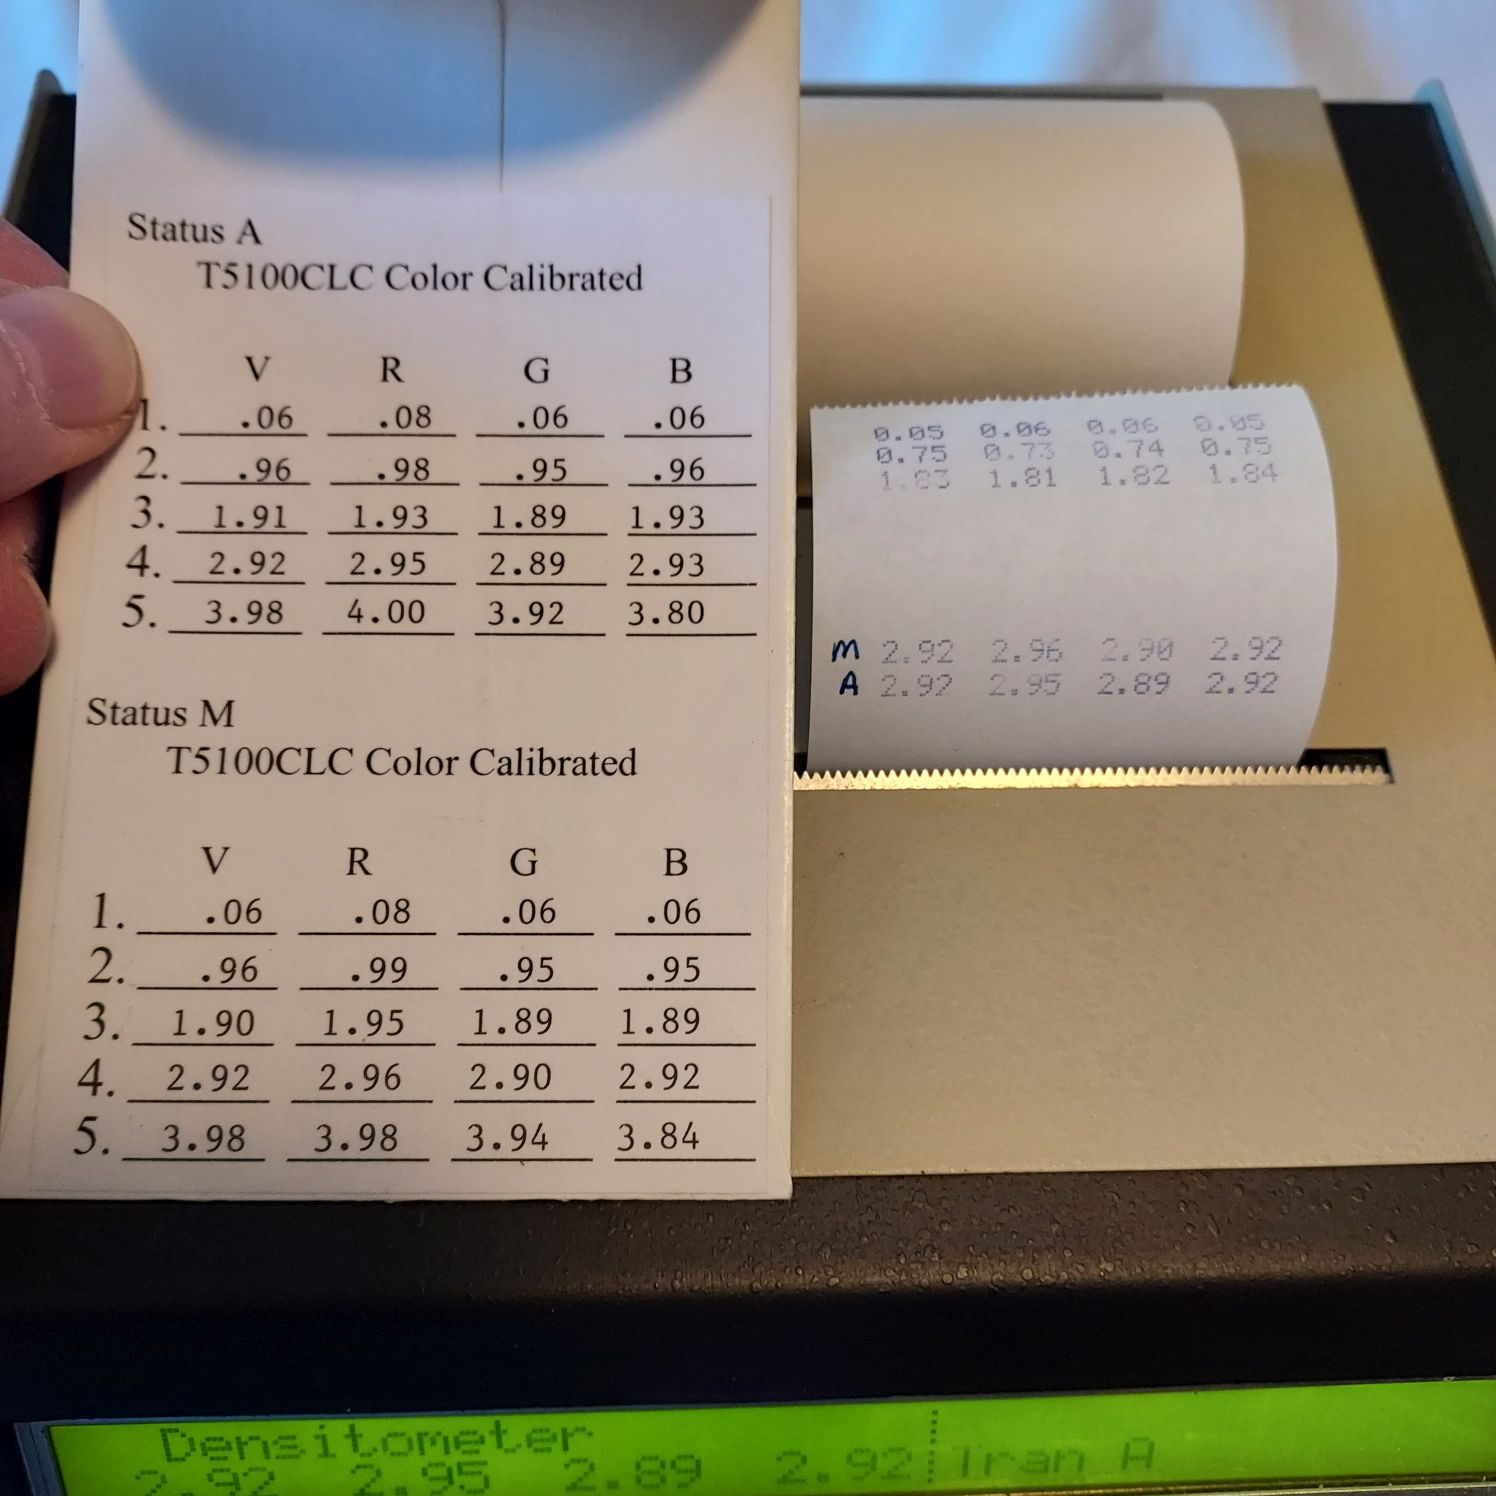 Status A
T5100CLC Color Calibrated
V R G B
1. .06 .08 .06 .06
2. .96 .98 .95 .96
3. 1.91 1.93 1.89 1.93
4. 2.92 2.95 2.89 2.93
5. 3.98 4.00 3.92 3.80
Status M
T5100CLC Color Calibrated
V R G B
1. .06 .08 .06 .06
2. .96 .99 .95 .95
3. 1.90 1.95 1.89 1.89
4. 2.92 2.96 2.90 2.92
5. 3.98 3.98 3.94 3.84
0.05 0.06 0.06 0.05
0.75 0.73 0.74 0.75
1.83 1.81 1.82 1.84
M 2.92 2.96 2.90 2.92
A 2.92 2.95 2.89 2.92
Densitometer
2.92 2.95 2.89 2.92 Tran A